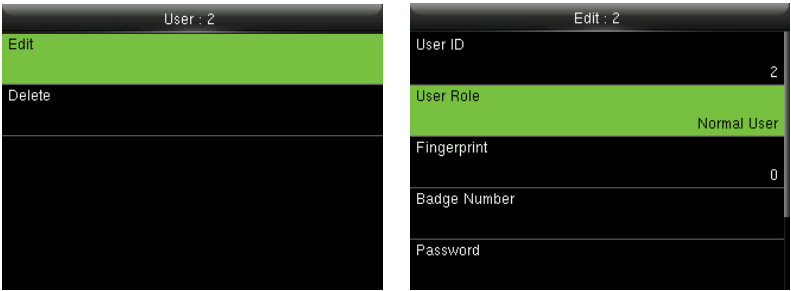 User : 2
Edit
Delete
Edit : 2
User ID
2
User Role
Normal User
Fingerprint
0
Badge Number
Password